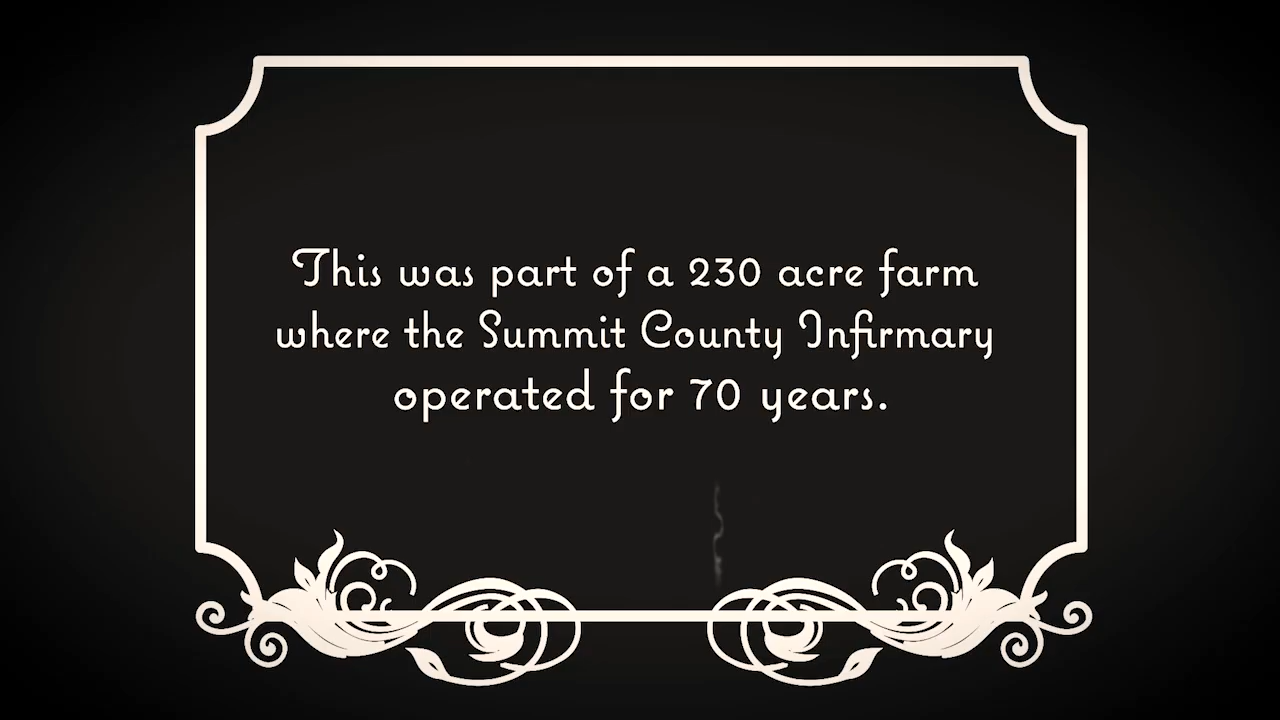 This was part of a 230 acre farm
where the Summit County Infirmary
operated for 70 years.